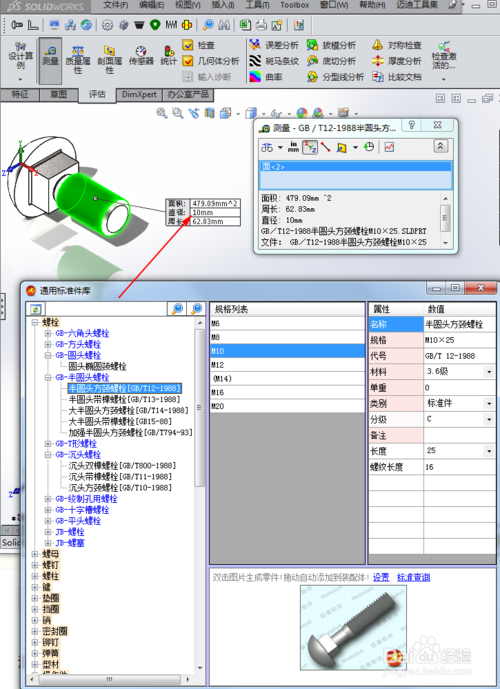 SOLIDWORKS
文件(F) 编辑(E) 视图(V) 插入(I) 工具(T) Toolbox 窗口(W) 帮助(H) 迈迪工具集
设计算例
测量
质量属性
剖面属性
传感器
统计
检查
几何体分析
输入诊断
误差分析
斑马条纹
曲率
拔模分析
底切分析
分型线分析
对称检查
厚度分析
比较文档
检查激活的...
特征 草图 评估 DimXpert 办公室产品
面积: 479.09mm^2
直径: 10mm
周长: 62.83mm
测量 - GB / T12-1988半圆头方...
in
mm
面<2>
面积: 479.09mm ^2
周长: 62.83mm
直径: 10mm
GB/T12-1988半圆头方颈螺栓M10×25.SLDPRT
文件: GB/T12-1988半圆头方颈螺栓M10×25
Solid
通用标准件库
螺栓
GB-六角头螺栓
GB-方头螺栓
GB-圆头螺栓
圆头椭圆颈螺栓
GB-半圆头螺栓
半圆头方颈螺栓[GB/T12-1988]
半圆头带榫螺栓[GB/T13-1988]
大半圆头方颈螺栓[GB/T14-1988]
大半圆头带榫螺栓[GB15-88]
加强半圆头方颈螺栓[GB/T794-93]
GB-T形浅螺栓
GB-沉头螺栓
沉头双榫螺栓[GB/T800-1988]
沉头带榫螺栓[GB/T11-1988]
沉头方颈螺栓[GB/T10-1988]
GB-绞制孔用螺栓
GB-十字槽螺栓
GB-平头螺栓
JB-螺栓
JB-螺塞
螺母
螺钉
螺柱
键
垫圈
挡圈
销
密封圈
铆钉
弹簧
型材
规格列表
M6
M8
M10
M12
(M14)
M16
M20
属性 数值
名称 半圆头方颈螺栓
规格 M10×25
代号 GB/T 12-1988
材料 3.6级
单重 0
类别 标准件
分级 C
备注
长度 25
螺纹长度 16
双击图片生成零件!拖动自动添加到装配体! 设置 标准查询
Baidu经验
jingyan.baidu.com